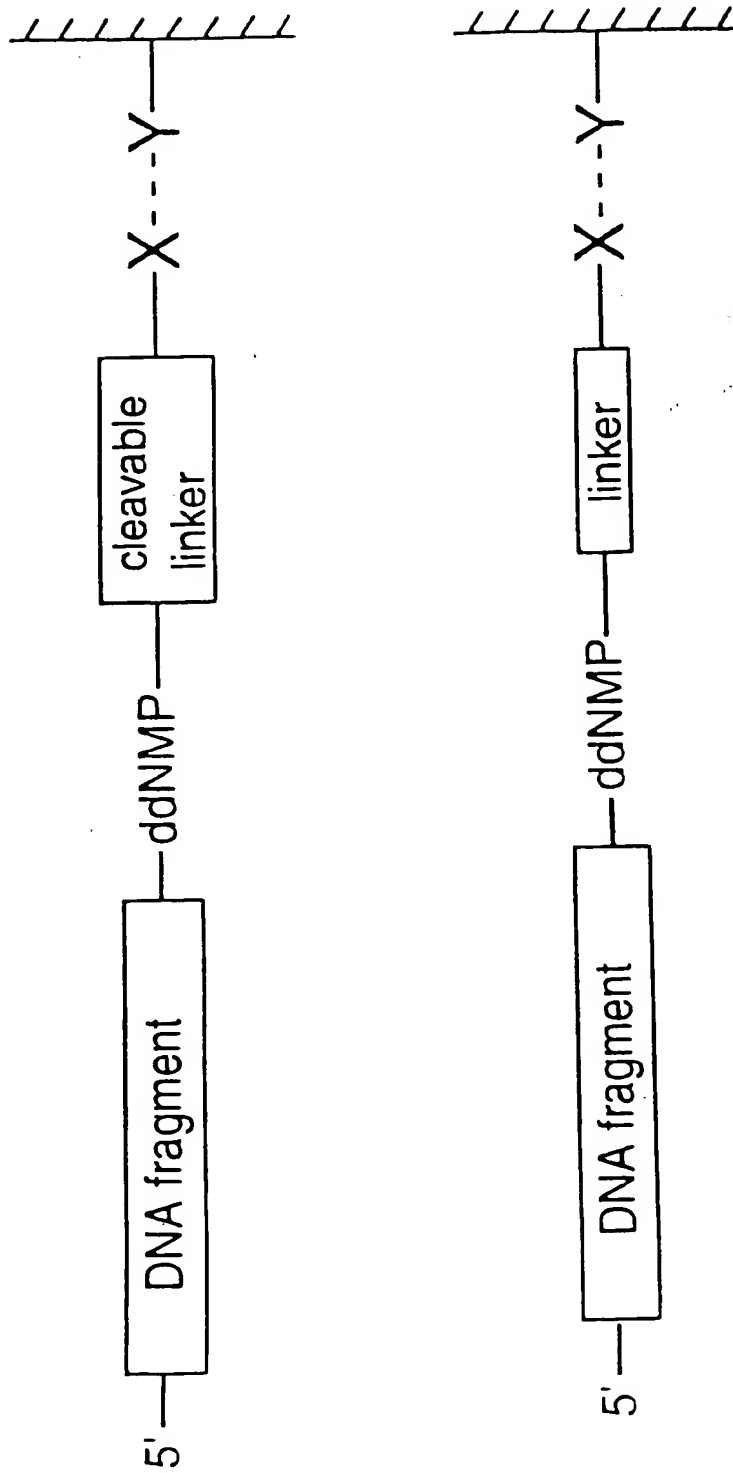 5' DNA fragment ddNMP cleavable
linker X----Y
5' DNA fragment ddNMP linker X----Y